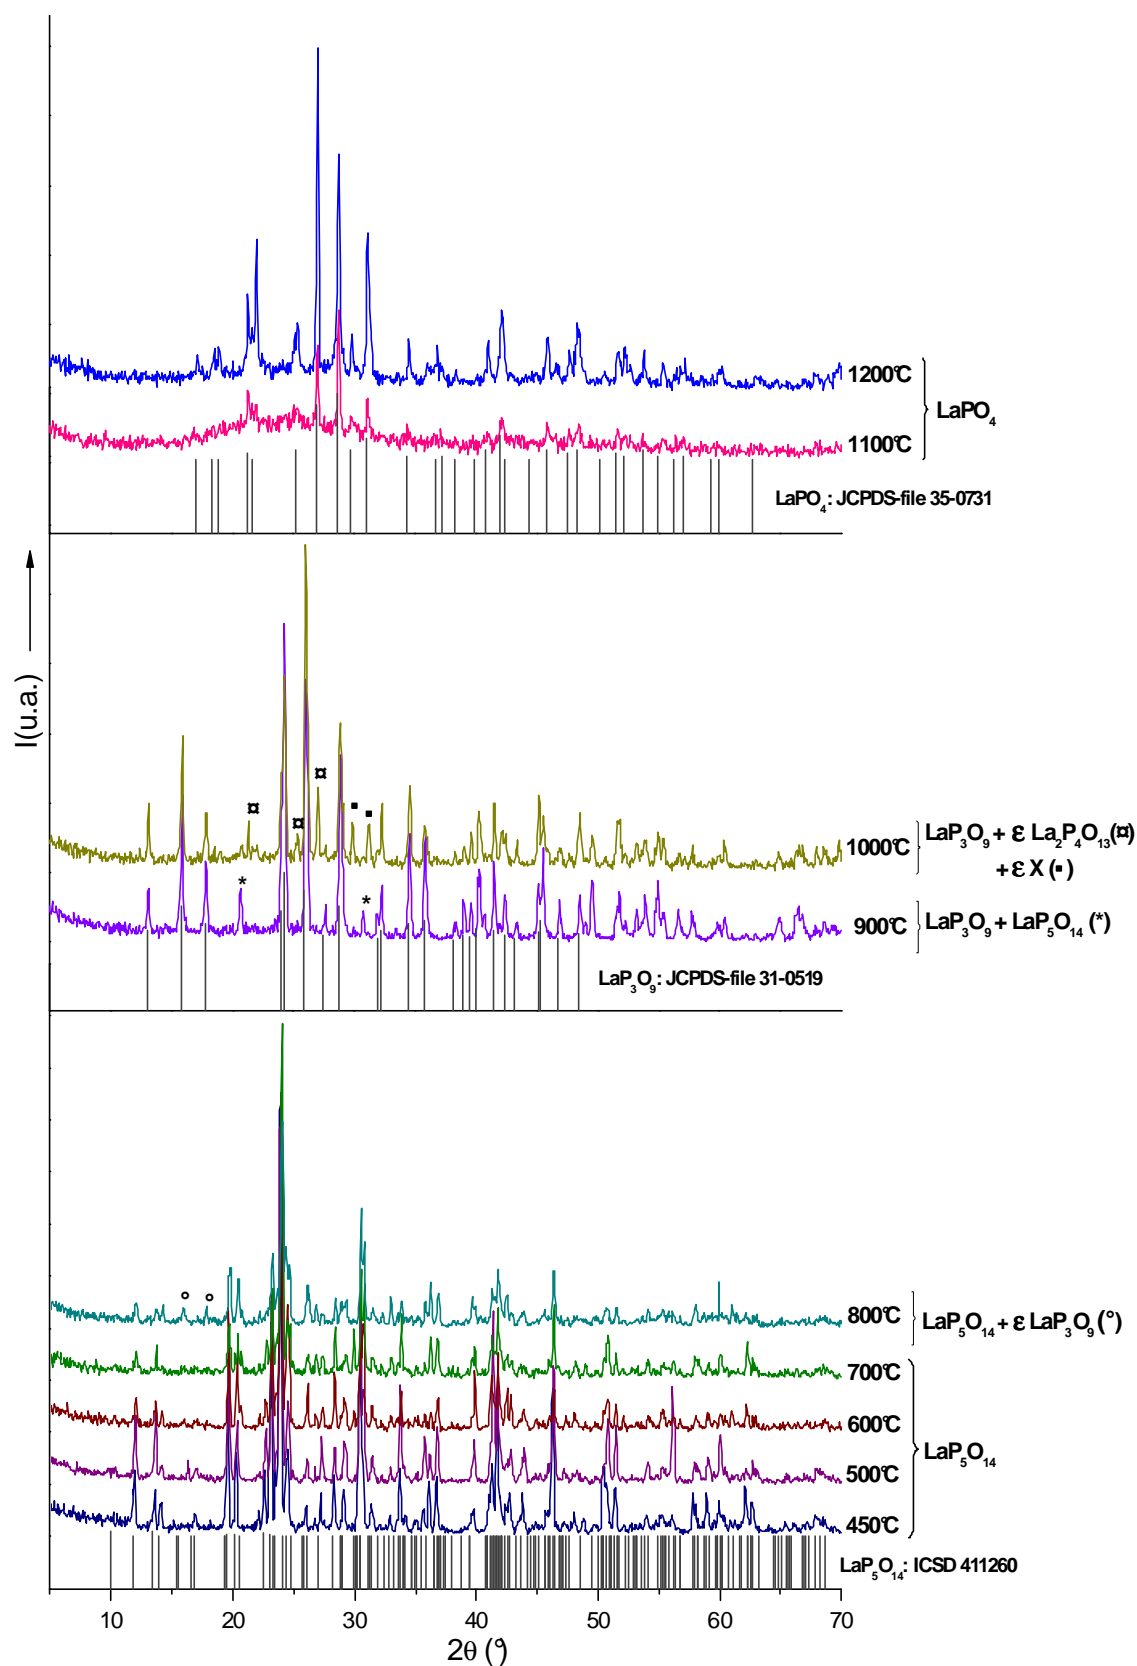 1200°C
LaPO4
1100°C
LaPO4: JCPDS-file 35-0731
I(u.a.)
¤
¤
¤
▪ ▪
1000°C
LaP3O9 + ε La2P4O13(¤)
+ ε X (▪)
* *
900°C
LaP3O9 + LaP5O14 (*)
LaP3O9: JCPDS-file 31-0519
° °
800°C
LaP5O14 + ε LaP3O9 (°)
700°C
600°C
LaP5O14
500°C
450°C
LaP5O14: ICSD 411260
10 20 30 40 50 60 70
2θ (°)